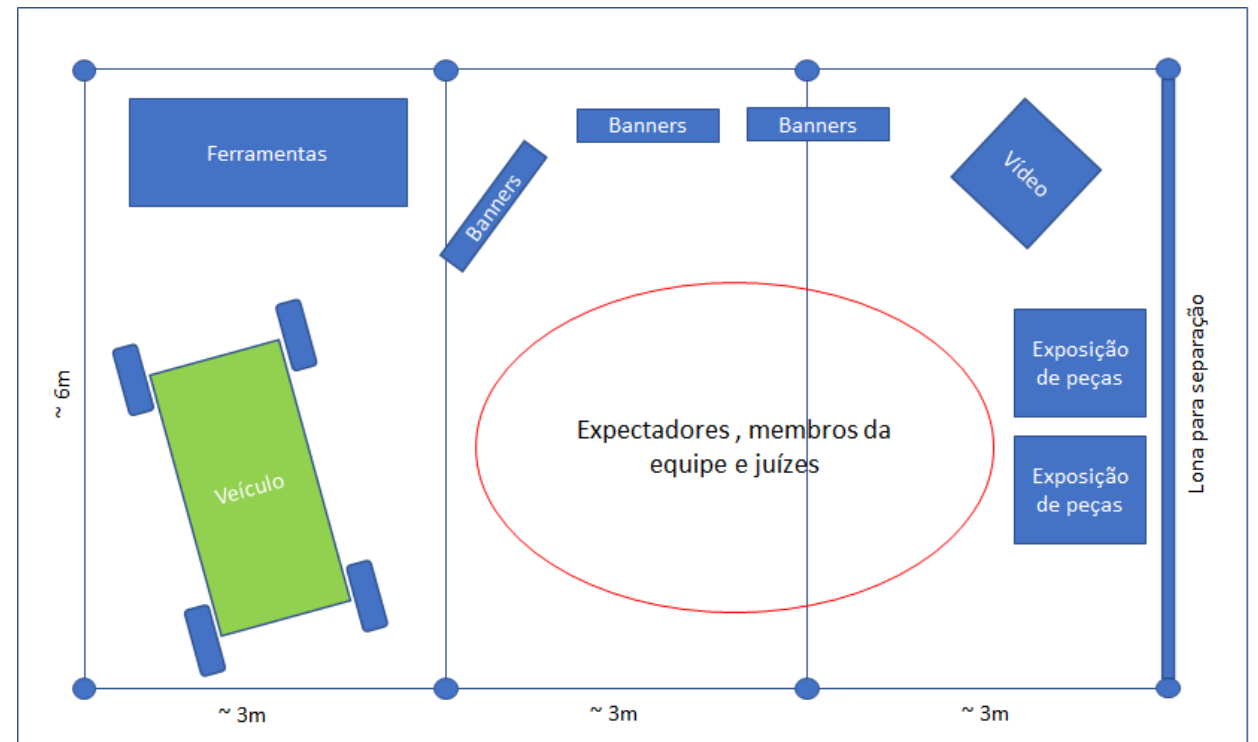 Ferramentas
Banners
Banners
Banners
Vídeo
~ 6m
Veículo
Expectadores , membros da
equipe e juízes
Exposição
de peças
Exposição
de peças
Lona para separação
~ 3m
~ 3m
~ 3m